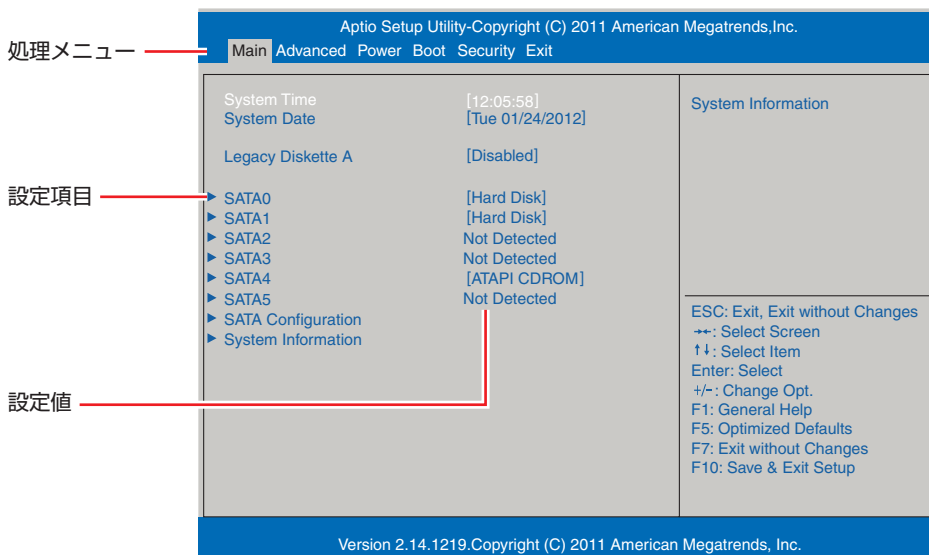 Aptio Setup Utility-Copyright (C) 2011 American Megatrends,Inc.
処理メニュー
Main Advanced Power Boot Security Exit
System Time [12:05:58]
System Date [Tue 01/24/2012]
Legacy Diskette A [Disabled]
設定項目
SATA0 [Hard Disk]
SATA1 [Hard Disk]
SATA2 Not Detected
SATA3 Not Detected
SATA4 [ATAPI CDROM]
SATA5 Not Detected
SATA Configuration
System Information
設定値
System Information
ESC: Exit, Exit without Changes
→←: Select Screen
↑↓: Select Item
Enter: Select
+/-: Change Opt.
F1: General Help
F5: Optimized Defaults
F7: Exit without Changes
F10: Save & Exit Setup
Version 2.14.1219.Copyright (C) 2011 American Megatrends, Inc.